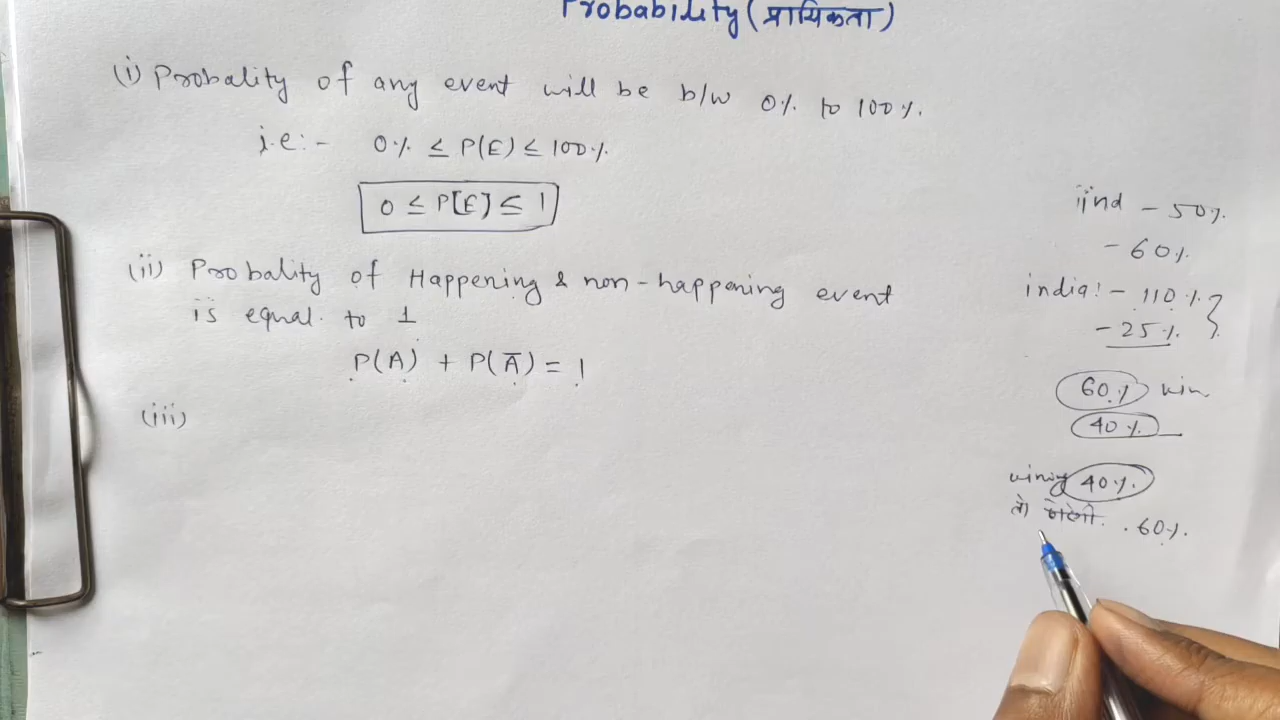 Probability (प्रायिकता)
(i) Probality of any event will be b/w 0% to 100%.
i.e:- 0% ≤ P(E) ≤ 100%
0 ≤ P[E] ≤ 1
(ii) Probality of Happening & non-happening event
is equal to 1
P(A) + P(Ā) = 1
(iii)
iind - 50%
- 60%
india:- 110%
- 25%
60% win
40%
wining 40%
तो . 60%.